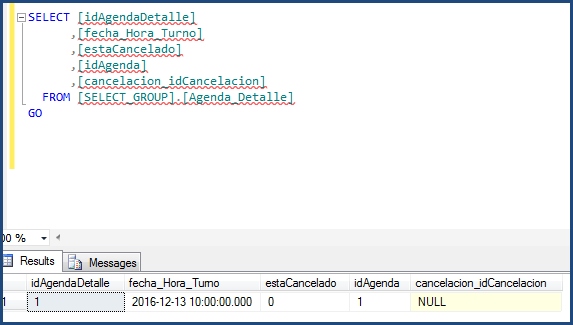 SELECT [idAgendaDetalle]
,[fecha_Hora_Turno]
,[estaCancelado]
,[idAgenda]
,[cancelacion_idCancelacion]
FROM [SELECT_GROUP].[Agenda_Detalle]
GO
00 %
Results Messages
idAgendaDetalle fecha_Hora_Turno estaCancelado idAgenda cancelacion_idCancelacion
1 1 2016-12-13 10:00:00.000 0 1 NULL